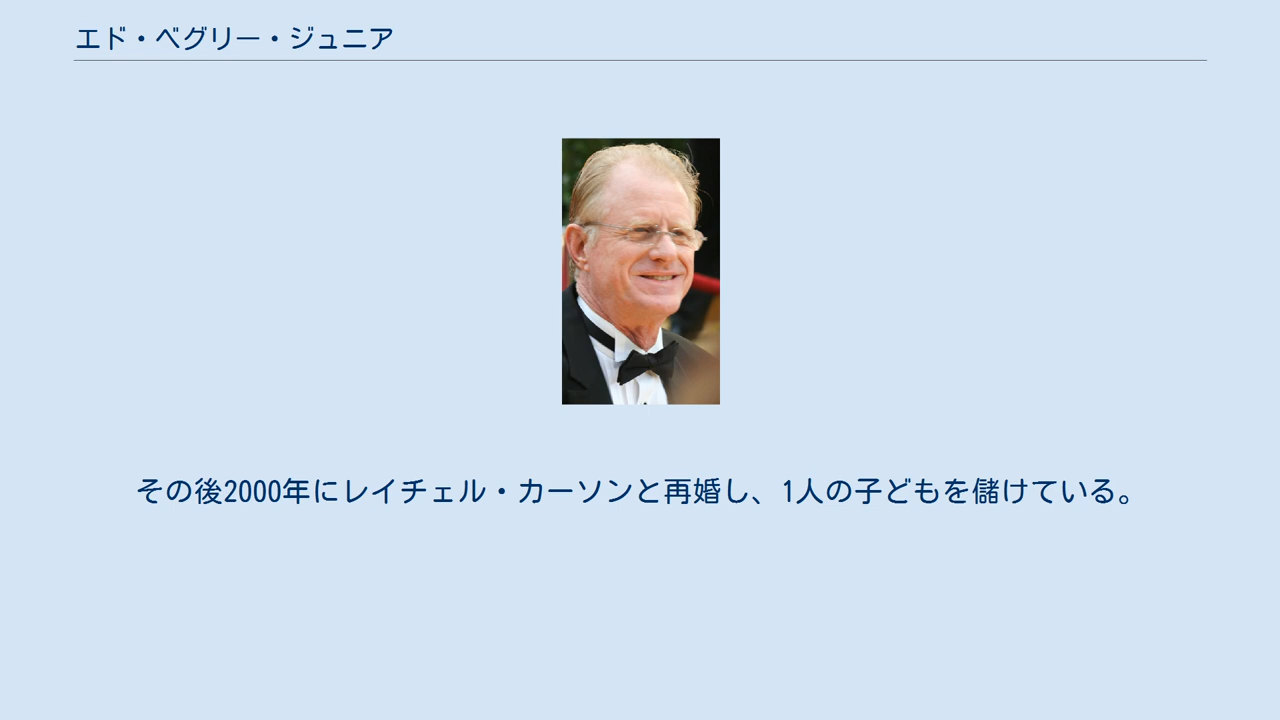 エド・ベグリー・ジュニア
その後2000年にレイチェル・カーソンと再婚し、1人の子どもを儲けている。